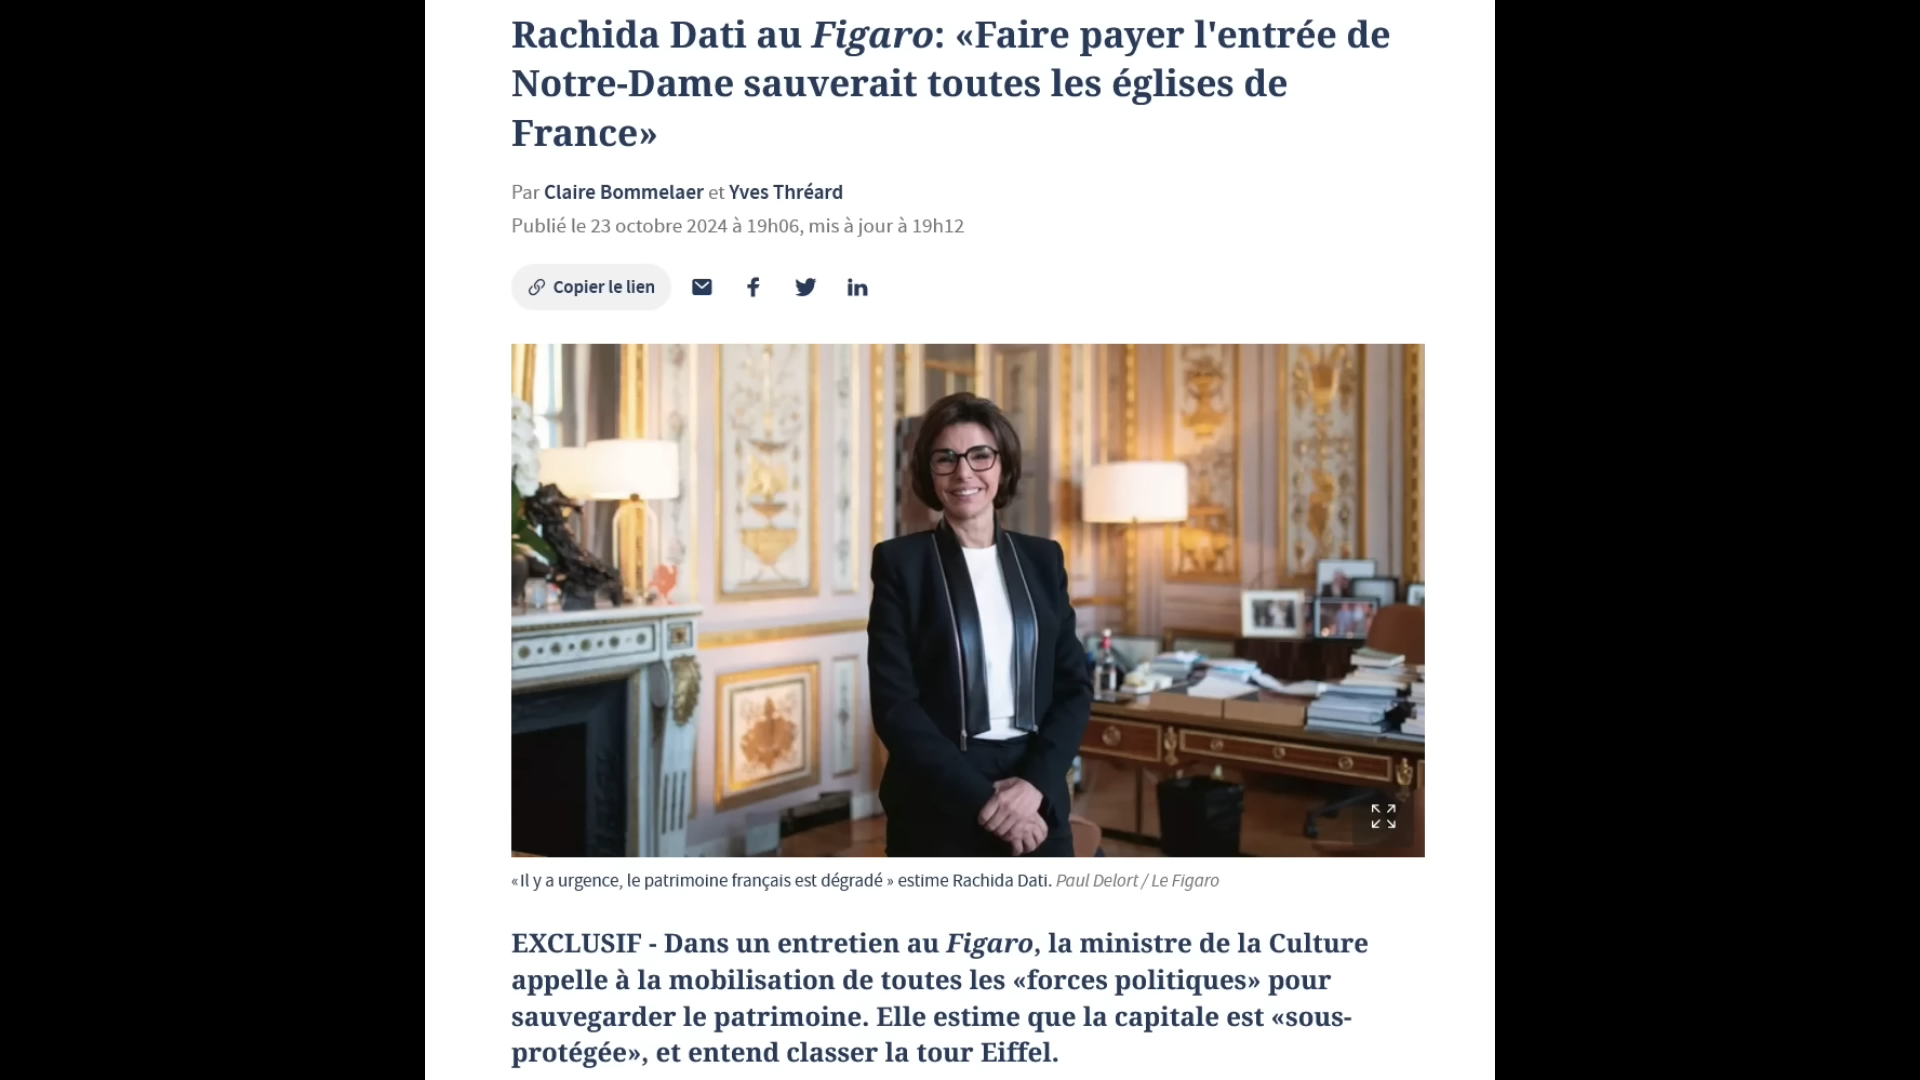 Rachida Dati au Figaro: «Faire payer l'entrée de
Notre-Dame sauverait toutes les églises de
France»
Par Claire Bommelaer et Yves Thréard
Publié le 23 octobre 2024 à 19h06, mis à jour à 19h12
Copier le lien
«Il y a urgence, le patrimoine français est dégradé » estime Rachida Dati. Paul Delort / Le Figaro
EXCLUSIF - Dans un entretien au Figaro, la ministre de la Culture
appelle à la mobilisation de toutes les «forces politiques» pour
sauvegarder le patrimoine. Elle estime que la capitale est «sous-
protégée», et entend classer la tour Eiffel.